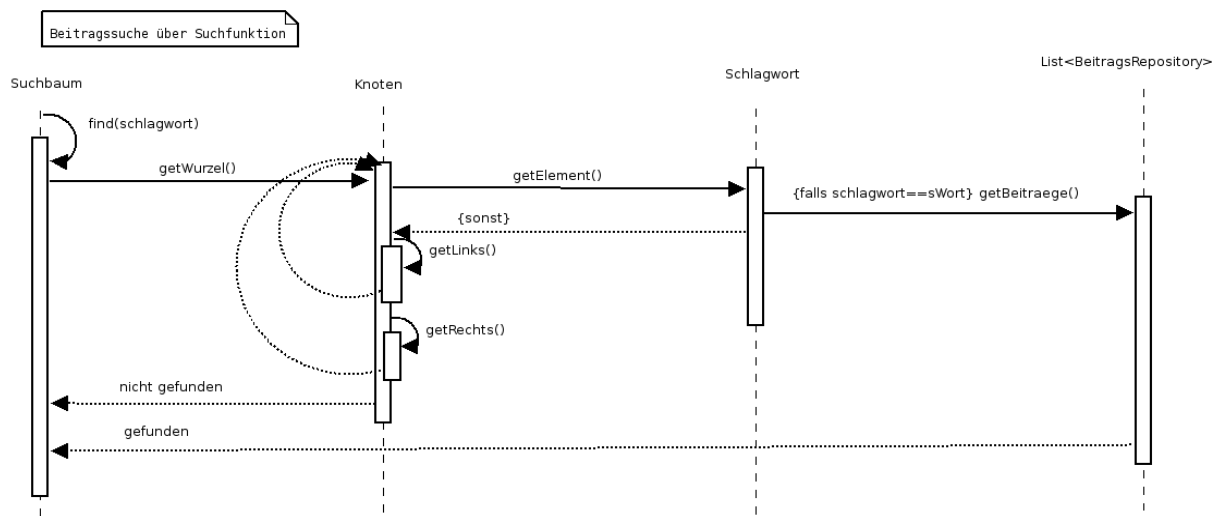 Beitragssuche über Suchfunktion
List<BeitragsRepository>
Schlagwort
Suchbaum
Knoten
find(schlagwort)
getWurzel()
getElement()
{falls schlagwort==sWort} getBeitraege()
{sonst}
getLinks()
getRechts()
nicht gefunden
gefunden